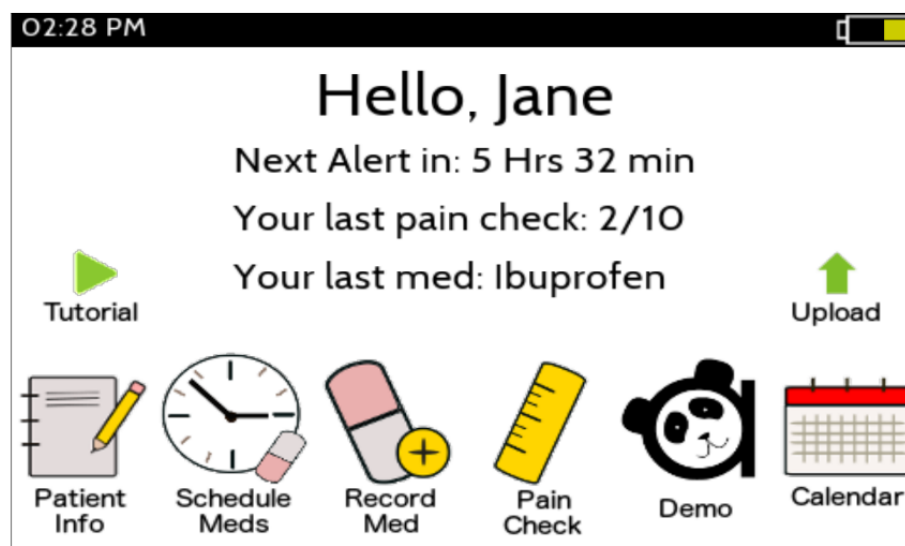 02:28 PM
Hello, Jane
Next Alert in: 5 Hrs 32 min
Your last pain check: 2/10
Your last med: Ibuprofen
Tutorial
Upload
Patient
Info
Schedule
Meds
Record
Med
Pain
Check
Demo
Calendar